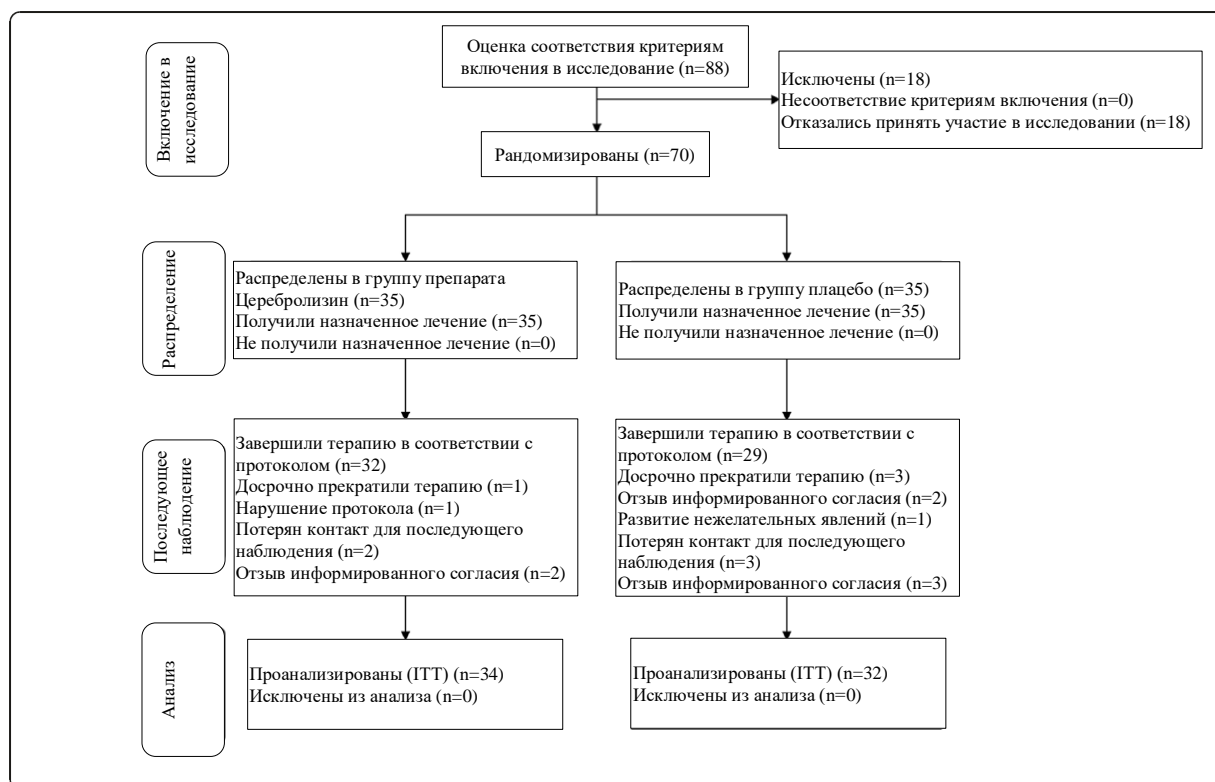 Включение в
исследование
Оценка соответствия критериям
включения в исследование (n=88)
Исключены (n=18)
Несоответствие критериям включения (n=0)
Отказались принять участие в исследовании (n=18)
Рандомизированы (n=70)
Распределение
Распределены в группу препарата
Церебролизин (n=35)
Получили назначенное лечение (n=35)
Не получили назначенное лечение (n=0)
Распределены в группу плацебо (n=35)
Получили назначенное лечение (n=35)
Не получили назначенное лечение (n=0)
Последующее
наблюдение
Завершили терапию в соответствии с
протоколом (n=32)
Досрочно прекратили терапию (n=1)
Нарушение протокола (n=1)
Потерян контакт для последующего
наблюдения (n=2)
Отзыв информированного согласия (n=2)
Завершили терапию в соответствии с
протоколом (n=29)
Досрочно прекратили терапию (n=3)
Отзыв информированного согласия (n=2)
Развитие нежелательных явлений (n=1)
Потерян контакт для последующего
наблюдения (n=3)
Отзыв информированного согласия (n=3)
Анализ
Проанализированы (ITT) (n=34)
Исключены из анализа (n=0)
Проанализированы (ITT) (n=32)
Исключены из анализа (n=0)